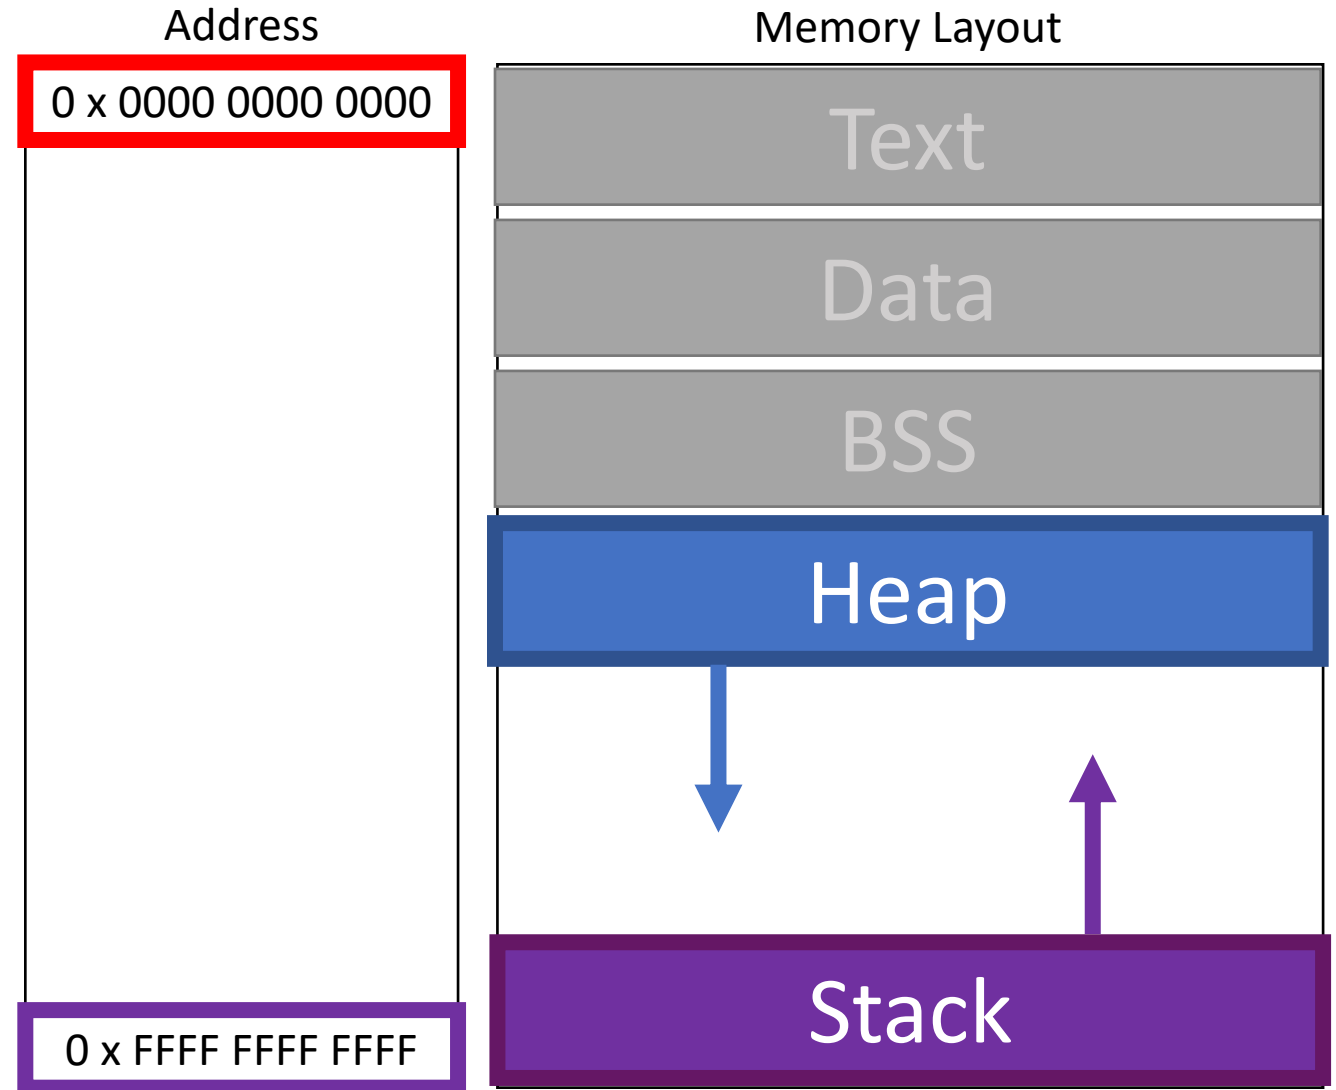 Address
Memory Layout
0 x 0000 0000 0000
Text
Data
BSS
Heap
Stack
0 x FFFF FFFF FFFF